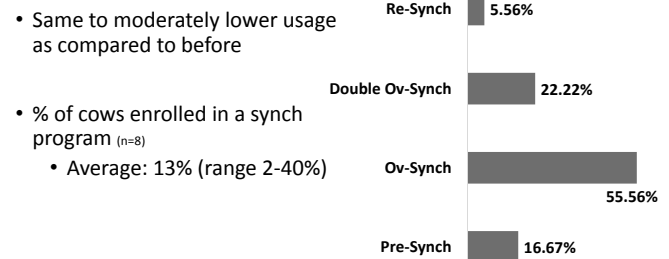 • Same to moderately lower usage
as compared to before
• % of cows enrolled in a synch
program (n=8)
• Average: 13% (range 2-40%)
Re-Synch 5.56%
Double Ov-Synch 22.22%
Ov-Synch 55.56%
Pre-Synch 16.67%